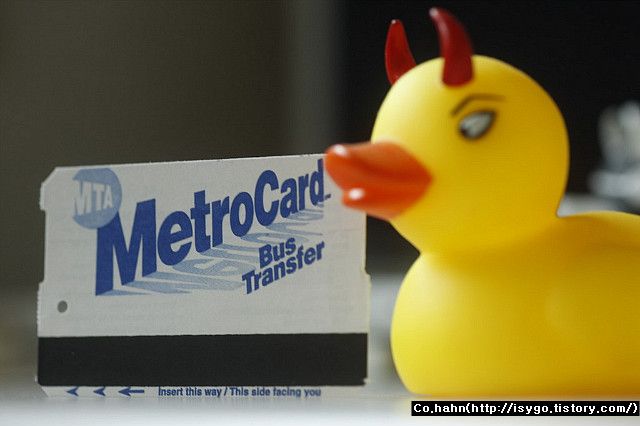 MTA
MetroCard
Bus
Transfer
Insert this way / This side facing you
Co.hahn(http://isygo.tistory.com/)